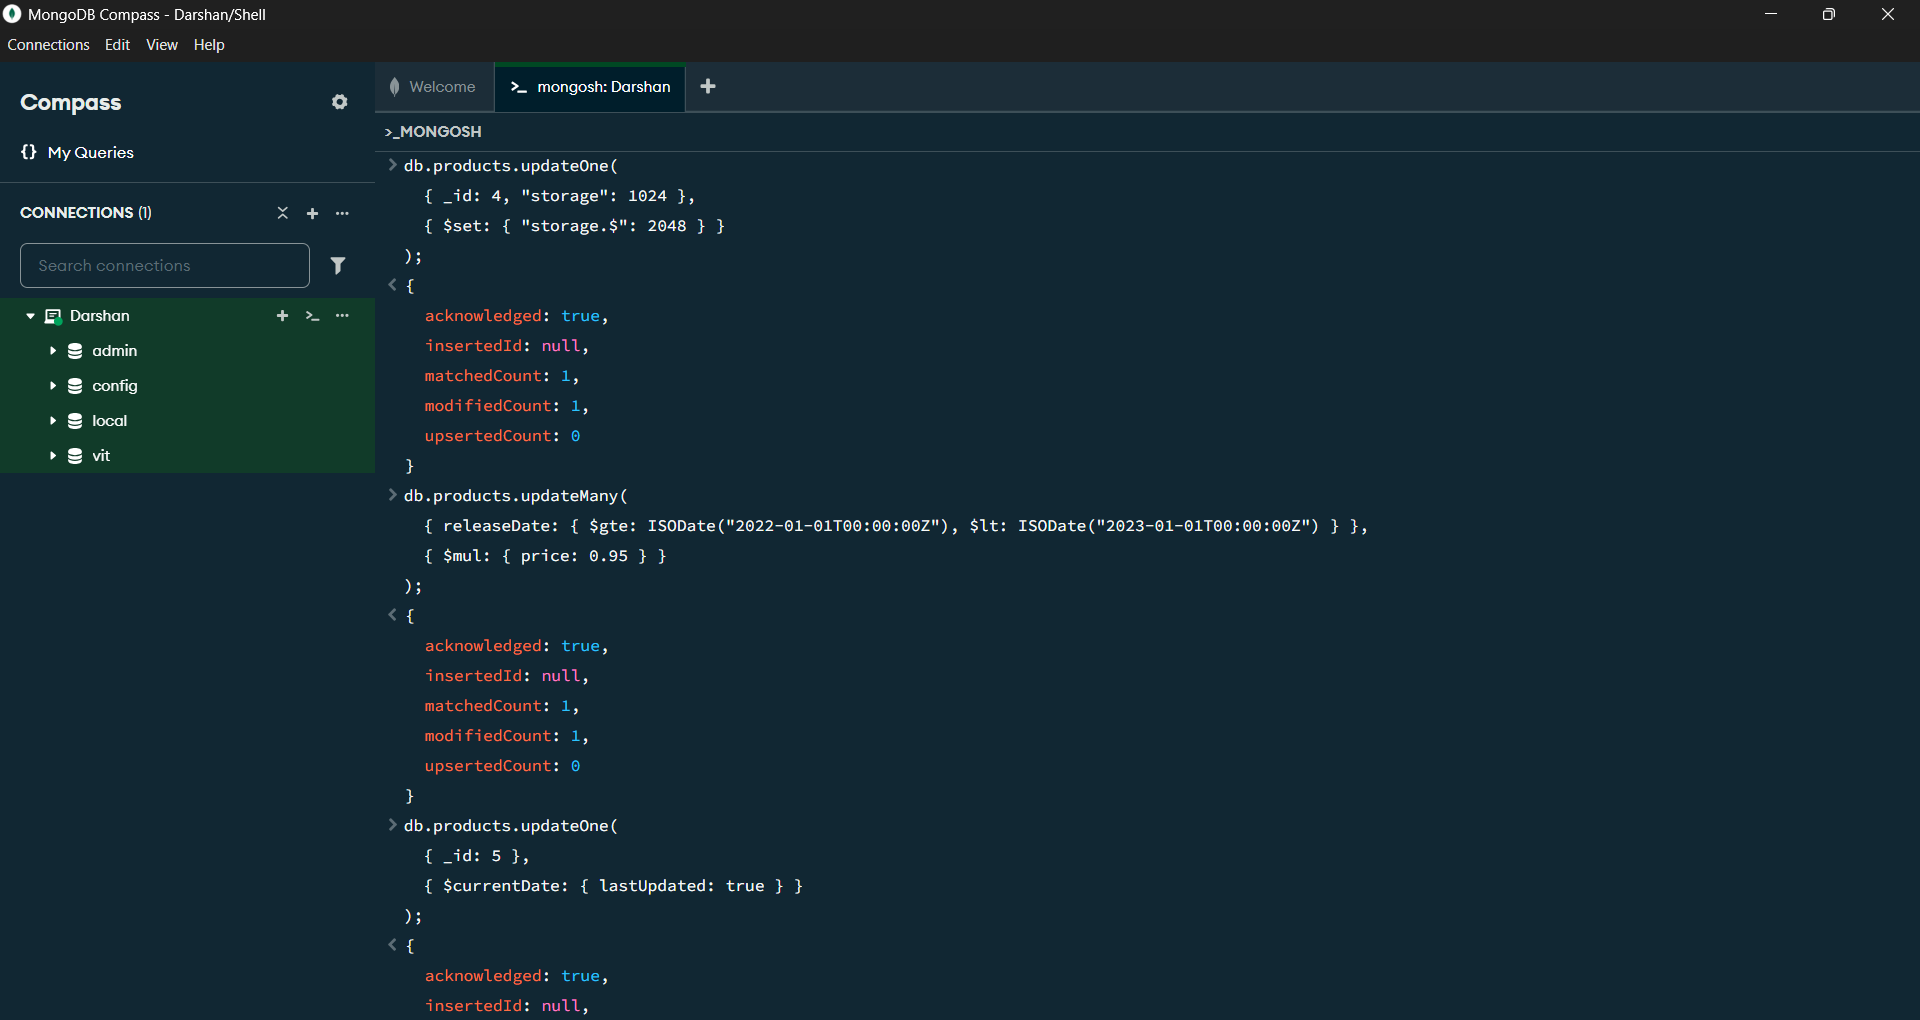 MongoDB Compass - Darshan/Shell
Connections Edit View Help
Compass
{} My Queries
CONNECTIONS (1)
Search connections
Darshan
admin
config
local
vit
Welcome
>_ mongosh: Darshan
>_MONGOSH
> db.products.updateOne(
{ _id: 4, "storage": 1024 },
{ $set: { "storage.$": 2048 } }
);
< {
acknowledged: true,
insertedId: null,
matchedCount: 1,
modifiedCount: 1,
upsertedCount: 0
}
> db.products.updateMany(
{ releaseDate: { $gte: ISODate("2022-01-01T00:00:00Z"), $lt: ISODate("2023-01-01T00:00:00Z") } },
{ $mul: { price: 0.95 } }
);
< {
acknowledged: true,
insertedId: null,
matchedCount: 1,
modifiedCount: 1,
upsertedCount: 0
}
> db.products.updateOne(
{ _id: 5 },
{ $currentDate: { lastUpdated: true } }
);
< {
acknowledged: true,
insertedId: null,